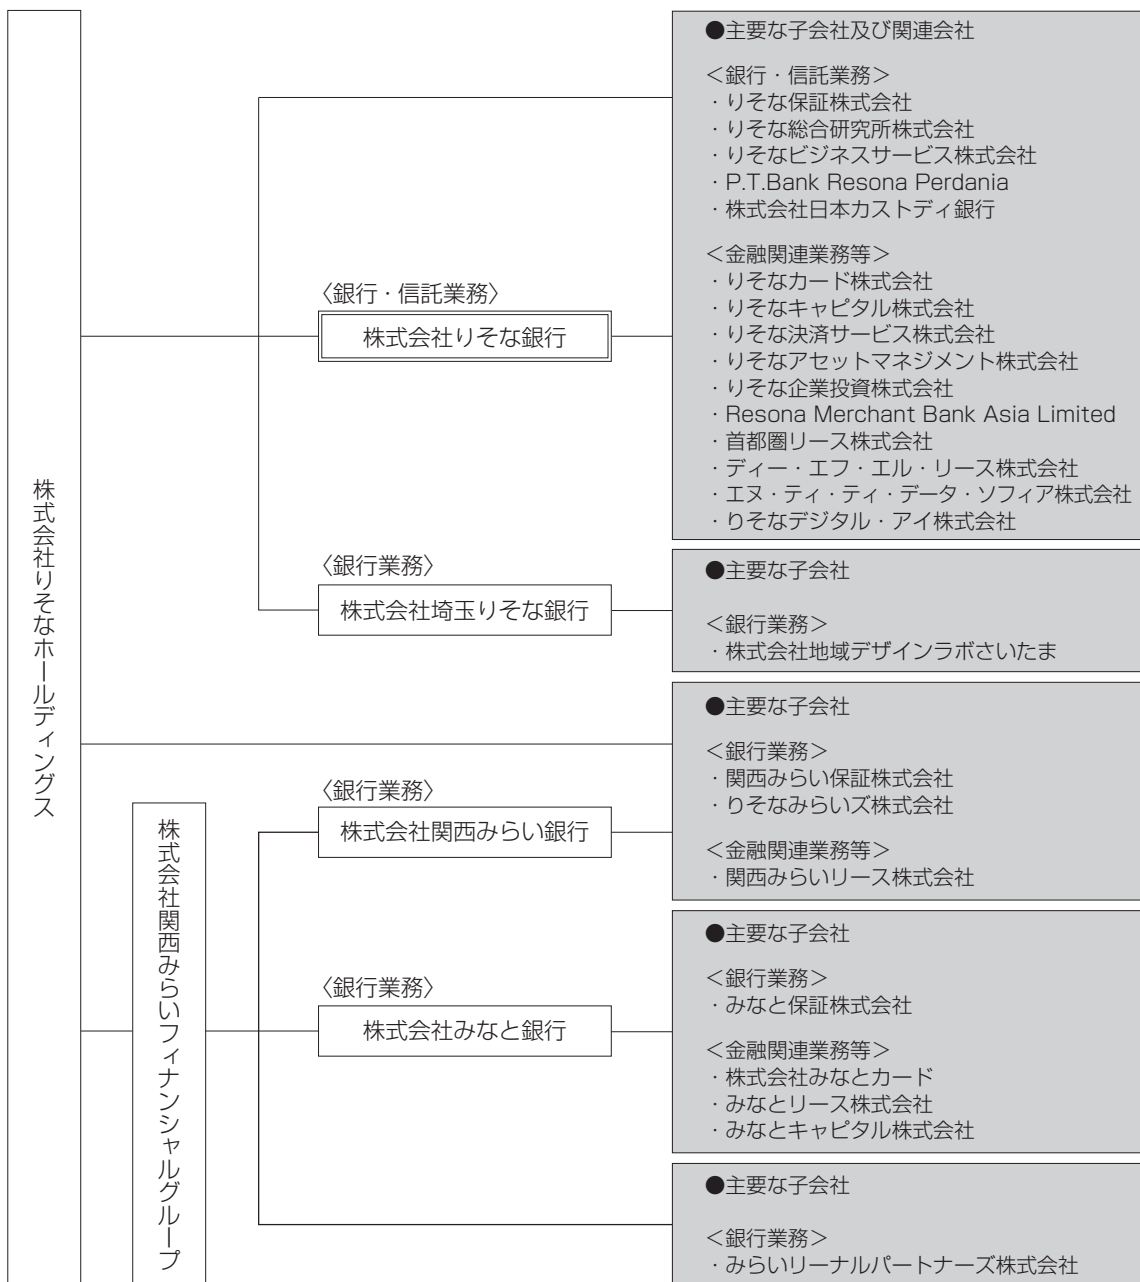 株式会社りそなホールディングス
●主要な子会社及び関連会社
＜銀行・信託業務＞
・りそな保証株式会社
・りそな総合研究所株式会社
・りそなビジネスサービス株式会社
・P.T.Bank Resona Perdania
・株式会社日本カストディ銀行
＜金融関連業務等＞
・りそなカード株式会社
・りそなキャピタル株式会社
・りそな決済サービス株式会社
・りそなアセットマネジメント株式会社
・りそな企業投資株式会社
・Resona Merchant Bank Asia Limited
・首都圏リース株式会社
・ディー・エフ・エル・リース株式会社
・エヌ・ティ・ティ・データ・ソフィア株式会社
・りそなデジタル・アイ株式会社
〈銀行・信託業務〉
株式会社りそな銀行
〈銀行業務〉
株式会社埼玉りそな銀行
●主要な子会社
＜銀行業務＞
・株式会社地域デザインラボさいたま
株式会社関西みらいフィナンシャルグループ
〈銀行業務〉
株式会社関西みらい銀行
●主要な子会社
＜銀行業務＞
・関西みらい保証株式会社
・りそなみらいズ株式会社
＜金融関連業務等＞
・関西みらいリース株式会社
〈銀行業務〉
株式会社みなと銀行
●主要な子会社
＜銀行業務＞
・みなと保証株式会社
＜金融関連業務等＞
・株式会社みなとカード
・みなとリース株式会社
・みなとキャピタル株式会社
●主要な子会社
＜銀行業務＞
・みらいリーナルパートナーズ株式会社